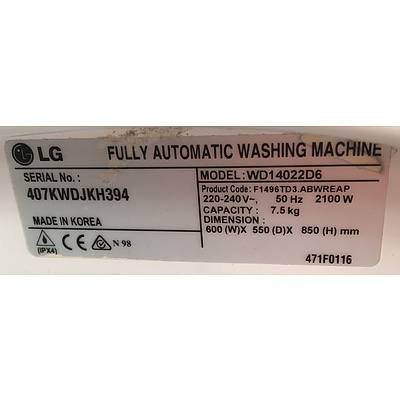 LG FULLY AUTOMATIC WASHING MACHINE
SERIAL No. :
407KWDJKH394
MADE IN KOREA
(IPX4) CE N 98
MODEL: WD14022D6
Product Code: F1496TD3.ABWREAP
220-240V~, 50 Hz 2100 W
CAPACITY : 7.5 kg
DIMENSION :
600 (W)X 550 (D)X 850 (H) mm
471F0116